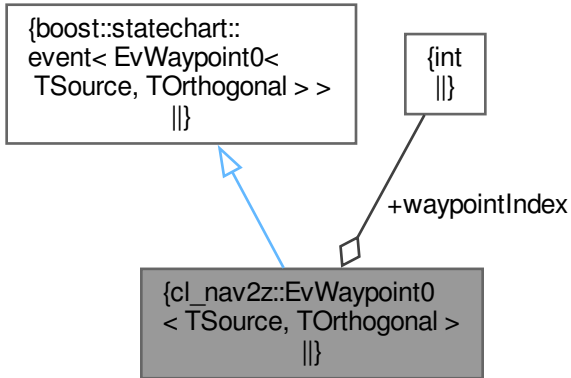 {boost::statechart::
event< EvWaypoint0<
TSource, TOrthogonal > >
||}
{int
||}
+waypointIndex
{cl_nav2z::EvWaypoint0
< TSource, TOrthogonal >
||}